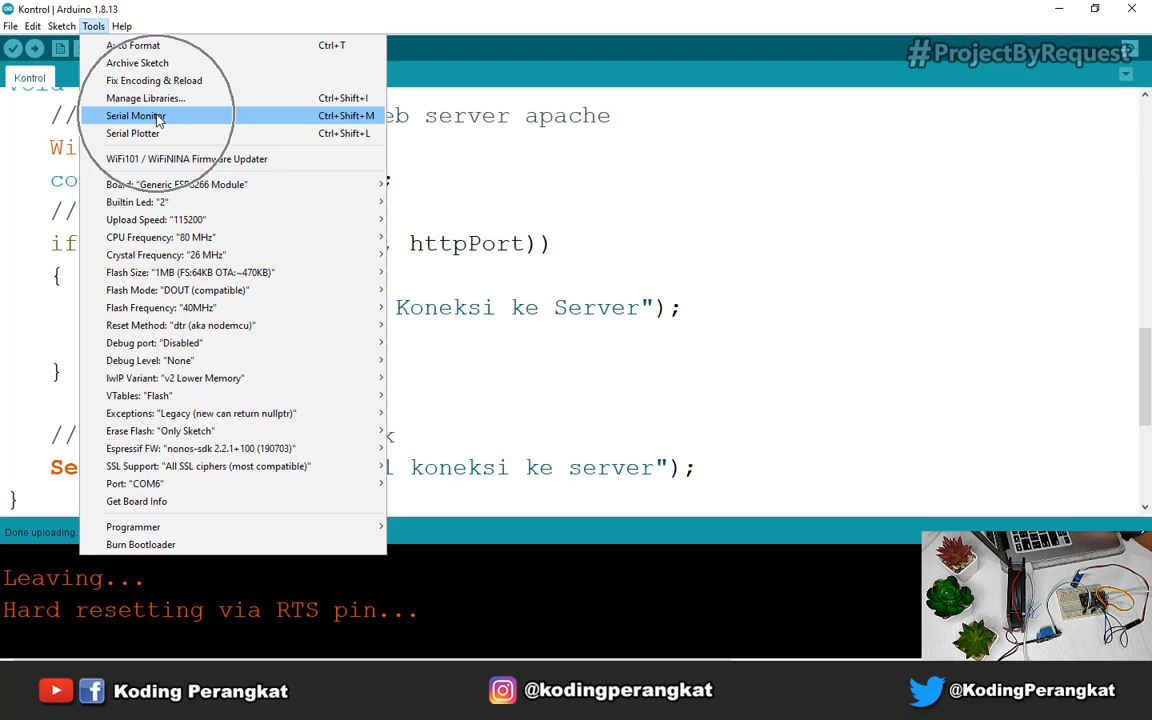 Kontrol | Arduino 1.8.13
File Edit Sketch Tools Help
#ProjectByRequest
Kontrol
Auto Format Ctrl+T
Archive Sketch
Fix Encoding & Reload
Manage Libraries... Ctrl+Shift+I
Serial Monitor Ctrl+Shift+M
Serial Plotter Ctrl+Shift+L
WiFi101 / WiFiNINA Firmware Updater
Board: "Generic ESP8266 Module"
Builtin Led: "2"
Upload Speed: "115200"
CPU Frequency: "80 MHz"
Crystal Frequency: "26 MHz"
Flash Size: "1MB (FS:64KB OTA:~470KB)"
Flash Mode: "DOUT (compatible)"
Flash Frequency: "40MHz"
Reset Method: "dtr (aka nodemcu)"
Debug port: "Disabled"
Debug Level: "None"
lwIP Variant: "v2 Lower Memory"
VTables: "Flash"
Exceptions: "Legacy (new can return nullptr)"
Erase Flash: "Only Sketch"
Espressif FW: "nonos-sdk 2.2.1+100 (190703)"
SSL Support: "All SSL ciphers (most compatible)"
Port: "COM6"
Get Board Info
Programmer
Burn Bootloader
void
// eb server apache
Wi
co ;
//
if , httpPort))
{
Koneksi ke Server");
}
// k
Se l koneksi ke server");
}
Done uploading.
Leaving...
Hard resetting via RTS pin...
Koding Perangkat @kodingperangkat @KodingPerangkat